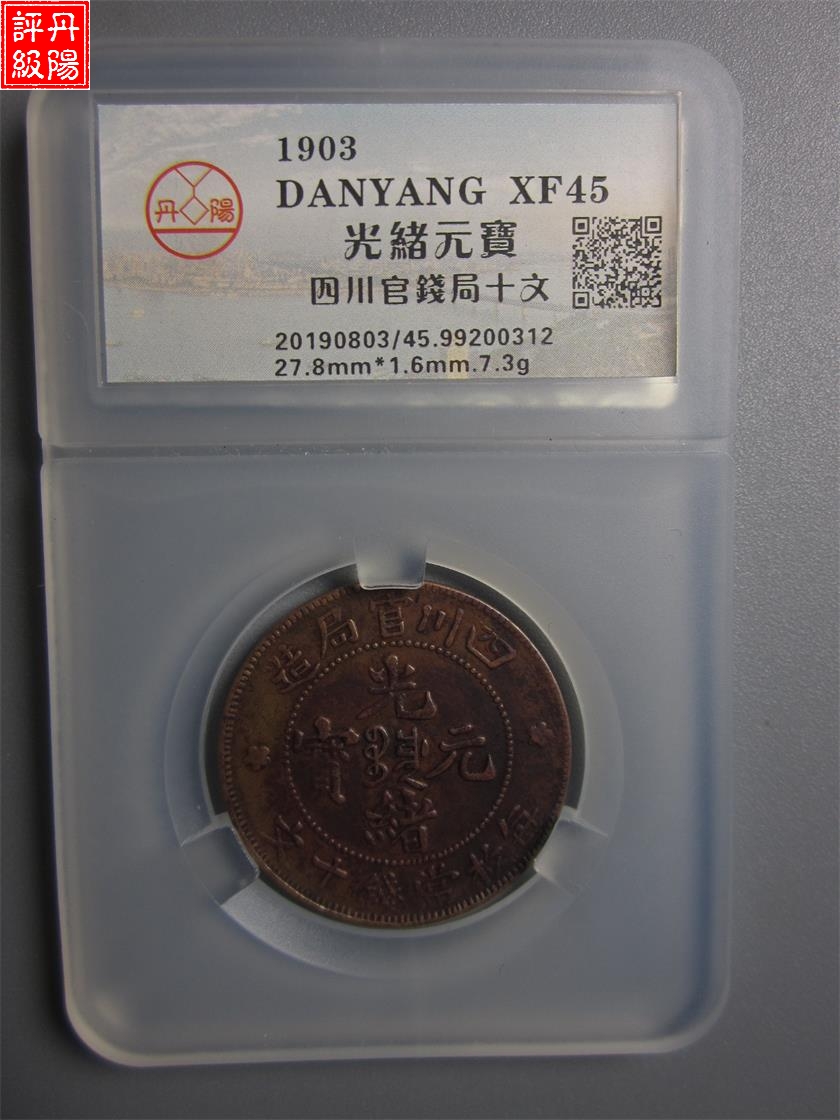 丹陽評級
1903
DANYANG XF45
丹陽
光緒元寶
四川官錢局十文
20190803/45.99200312
27.8mm*1.6mm.7.3g
四川官局造
光緒元寶
每枚當錢十文